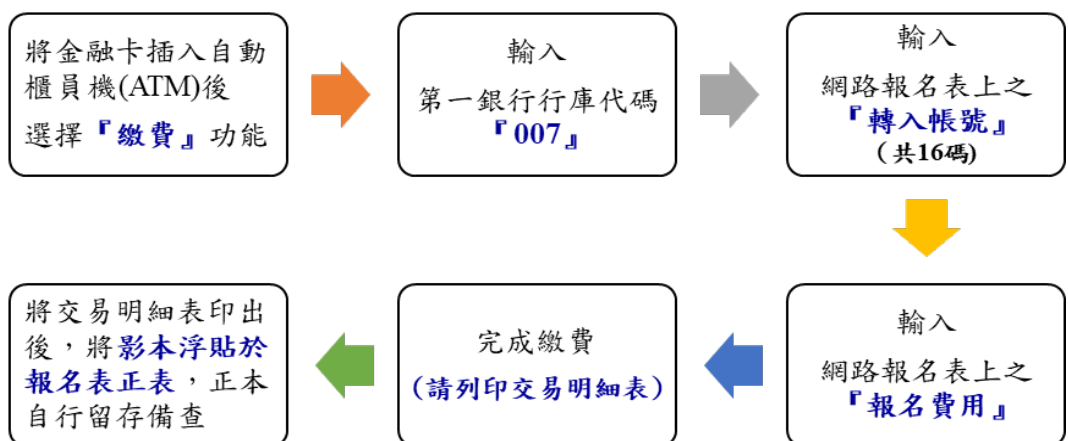 將金融卡插入自動
櫃員機(ATM)後
選擇『繳費』功能
輸入
第一銀行行庫代碼
『007』
輸入
網路報名表上之
『轉入帳號』
(共16碼)
輸入
網路報名表上之
『報名費用』
完成繳費
(請列印交易明細表)
將交易明細表印出
後，將影本浮貼於
報名表正表，正本
自行留存備查